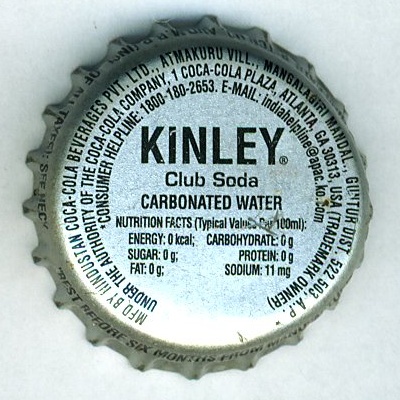 KINLEY®
Club Soda
CARBONATED WATER
NUTRITION FACTS (Typical Values Per 100ml):
ENERGY: 0 kcal; CARBOHYDRATE: 0 g
SUGAR: 0 g; PROTEIN: 0 g
FAT: 0 g; SODIUM: 11 mg
MFD BY HINDUSTAN COCA-COLA BEVERAGES PVT. LTD., ATMAKURU VILL., MANGALAGIRI MANDAL., GUNTUR DIST. 522 503, A.P.
UNDER THE AUTHORITY OF THE COCA-COLA COMPANY, 1 COCA-COLA PLAZA, ATLANTA, GA 30313, USA (TRADEMARK OWNER)
*CONSUMER HELPLINE: 1800-180-2653. E-MAIL: indiahelpline@apac.ko.com
"BEST BEFORE SIX MONTHS FROM